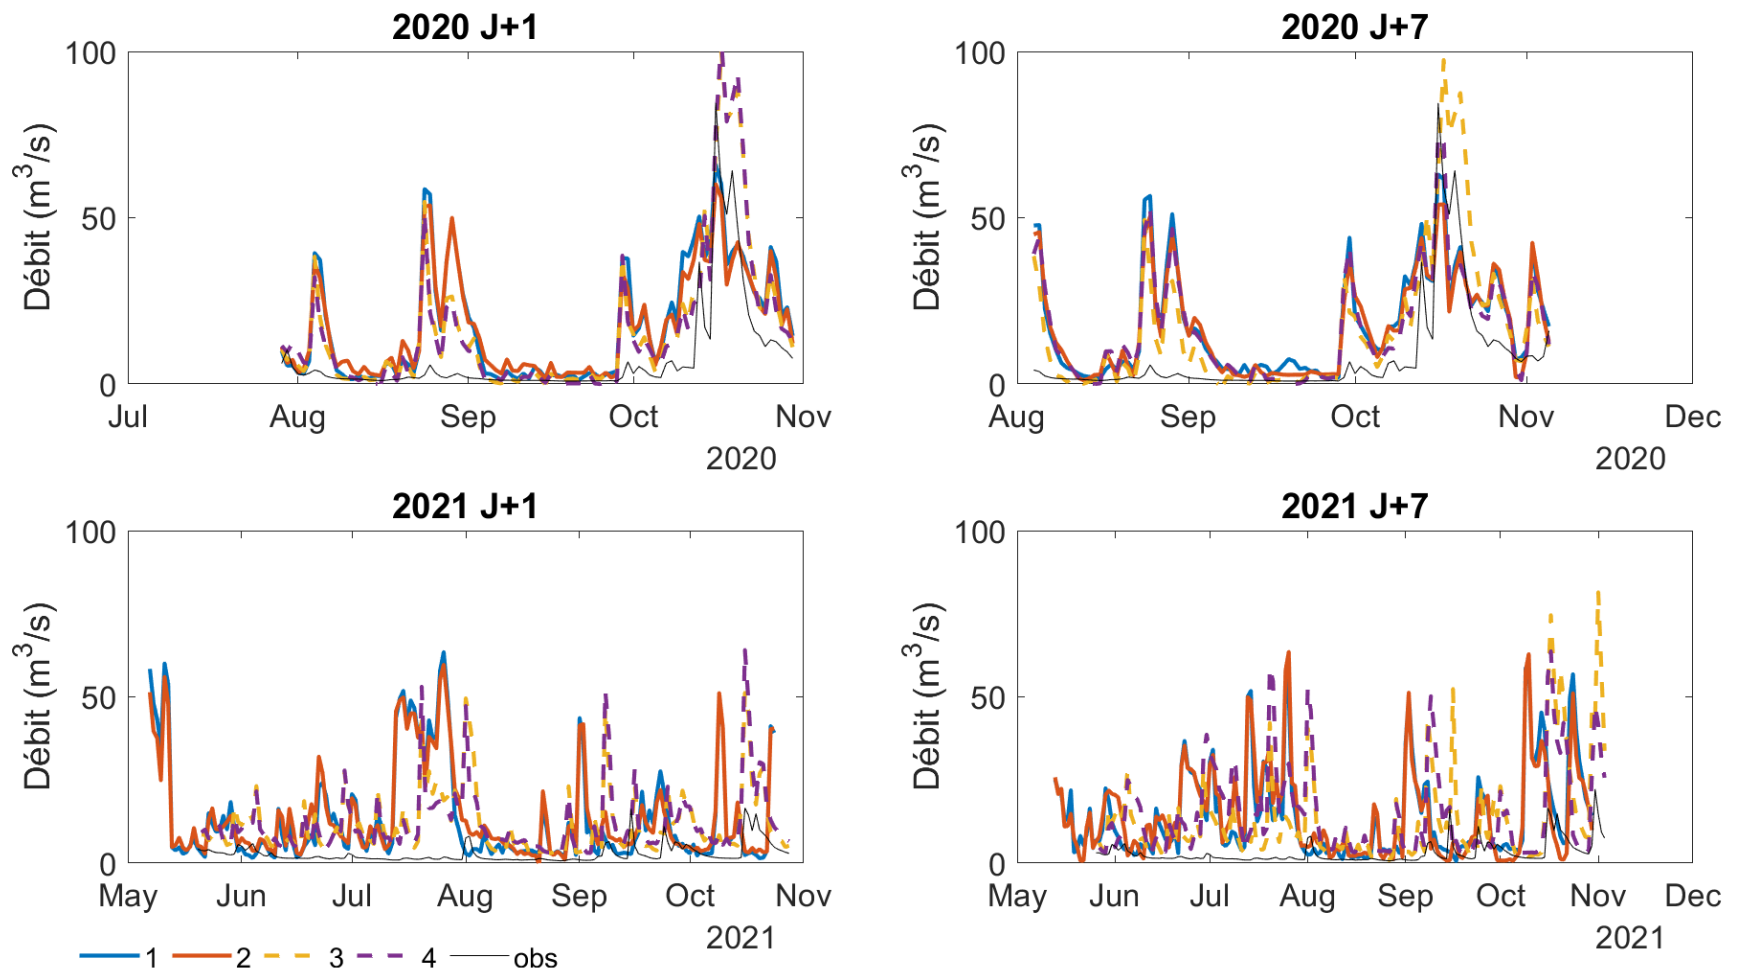 2020 J+1
Débit (m³/s)
100
50
0
Jul Aug Sep Oct Nov
2020
2020 J+7
Débit (m³/s)
100
50
0
Aug Sep Oct Nov Dec
2020
2021 J+1
Débit (m³/s)
100
50
0
May Jun Jul Aug Sep Oct Nov
2021
2021 J+7
Débit (m³/s)
100
50
0
May Jun Jul Aug Sep Oct Nov Dec
2021
1 2 3 4 obs